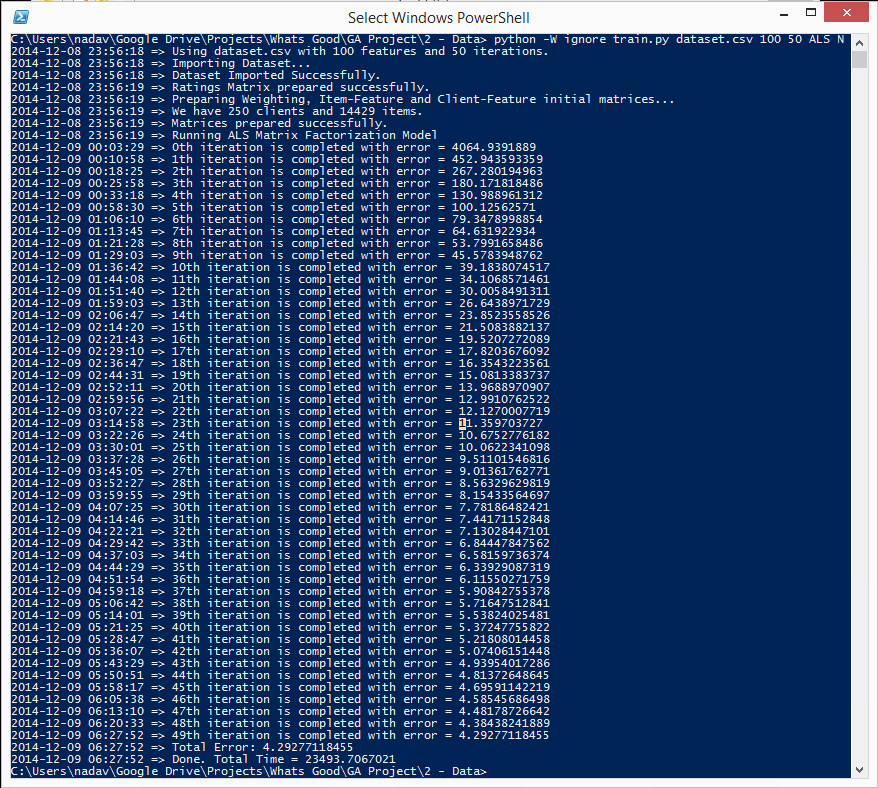 Select Windows PowerShell
C:\Users\nadav\Google Drive\Projects\Whats Good\GA Project\2 - Data> python -W ignore train.py dataset.csv 100 50 ALS N
2014-12-08 23:56:18 => Using dataset.csv with 100 features and 50 iterations.
2014-12-08 23:56:18 => Importing Dataset...
2014-12-08 23:56:18 => Dataset Imported Successfully.
2014-12-08 23:56:19 => Ratings Matrix prepared successfully.
2014-12-08 23:56:19 => Preparing Weighting, Item-Feature and Client-Feature initial matrices...
2014-12-08 23:56:19 => We have 250 clients and 14429 items.
2014-12-08 23:56:19 => Matrices prepared successfully.
2014-12-08 23:56:19 => Running ALS Matrix Factorization Model
2014-12-09 00:03:29 => 0th iteration is completed with error = 4064.9391889
2014-12-09 00:10:58 => 1th iteration is completed with error = 452.943593359
2014-12-09 00:18:25 => 2th iteration is completed with error = 267.280194963
2014-12-09 00:25:58 => 3th iteration is completed with error = 180.171818486
2014-12-09 00:33:18 => 4th iteration is completed with error = 130.988961312
2014-12-09 00:58:30 => 5th iteration is completed with error = 100.12562571
2014-12-09 01:06:10 => 6th iteration is completed with error = 79.3478998854
2014-12-09 01:13:45 => 7th iteration is completed with error = 64.631922934
2014-12-09 01:21:28 => 8th iteration is completed with error = 53.7991658486
2014-12-09 01:29:03 => 9th iteration is completed with error = 45.5783948762
2014-12-09 01:36:42 => 10th iteration is completed with error = 39.1838074517
2014-12-09 01:44:08 => 11th iteration is completed with error = 34.1068571461
2014-12-09 01:51:40 => 12th iteration is completed with error = 30.0058491311
2014-12-09 01:59:03 => 13th iteration is completed with error = 26.6438971729
2014-12-09 02:06:47 => 14th iteration is completed with error = 23.8523558526
2014-12-09 02:14:20 => 15th iteration is completed with error = 21.5083882137
2014-12-09 02:21:43 => 16th iteration is completed with error = 19.5207272089
2014-12-09 02:29:10 => 17th iteration is completed with error = 17.8203676092
2014-12-09 02:36:47 => 18th iteration is completed with error = 16.3543223561
2014-12-09 02:44:31 => 19th iteration is completed with error = 15.0813383737
2014-12-09 02:52:11 => 20th iteration is completed with error = 13.9688970907
2014-12-09 02:59:56 => 21th iteration is completed with error = 12.9910762522
2014-12-09 03:07:22 => 22th iteration is completed with error = 12.1270007719
2014-12-09 03:14:58 => 23th iteration is completed with error = 11.359703727
2014-12-09 03:22:26 => 24th iteration is completed with error = 10.6752776182
2014-12-09 03:30:01 => 25th iteration is completed with error = 10.0622341098
2014-12-09 03:37:28 => 26th iteration is completed with error = 9.51101546816
2014-12-09 03:45:05 => 27th iteration is completed with error = 9.01361762771
2014-12-09 03:52:27 => 28th iteration is completed with error = 8.56329629819
2014-12-09 03:59:55 => 29th iteration is completed with error = 8.15433564697
2014-12-09 04:07:25 => 30th iteration is completed with error = 7.78186482421
2014-12-09 04:14:46 => 31th iteration is completed with error = 7.44171152848
2014-12-09 04:22:21 => 32th iteration is completed with error = 7.13028447101
2014-12-09 04:29:42 => 33th iteration is completed with error = 6.84447847562
2014-12-09 04:37:03 => 34th iteration is completed with error = 6.58159736374
2014-12-09 04:44:29 => 35th iteration is completed with error = 6.33929087319
2014-12-09 04:51:54 => 36th iteration is completed with error = 6.11550271759
2014-12-09 04:59:18 => 37th iteration is completed with error = 5.90842755378
2014-12-09 05:06:42 => 38th iteration is completed with error = 5.71647512841
2014-12-09 05:14:01 => 39th iteration is completed with error = 5.53824025481
2014-12-09 05:21:25 => 40th iteration is completed with error = 5.37247755822
2014-12-09 05:28:47 => 41th iteration is completed with error = 5.21808014458
2014-12-09 05:36:07 => 42th iteration is completed with error = 5.07406151448
2014-12-09 05:43:29 => 43th iteration is completed with error = 4.93954017286
2014-12-09 05:50:51 => 44th iteration is completed with error = 4.81372648645
2014-12-09 05:58:17 => 45th iteration is completed with error = 4.69591142219
2014-12-09 06:05:38 => 46th iteration is completed with error = 4.58545686498
2014-12-09 06:13:10 => 47th iteration is completed with error = 4.48178726642
2014-12-09 06:20:33 => 48th iteration is completed with error = 4.38438241889
2014-12-09 06:27:52 => 49th iteration is completed with error = 4.29277118455
2014-12-09 06:27:52 => Total Error: 4.29277118455
2014-12-09 06:27:52 => Done. Total Time = 23493.7067021
C:\Users\nadav\Google Drive\Projects\Whats Good\GA Project\2 - Data>